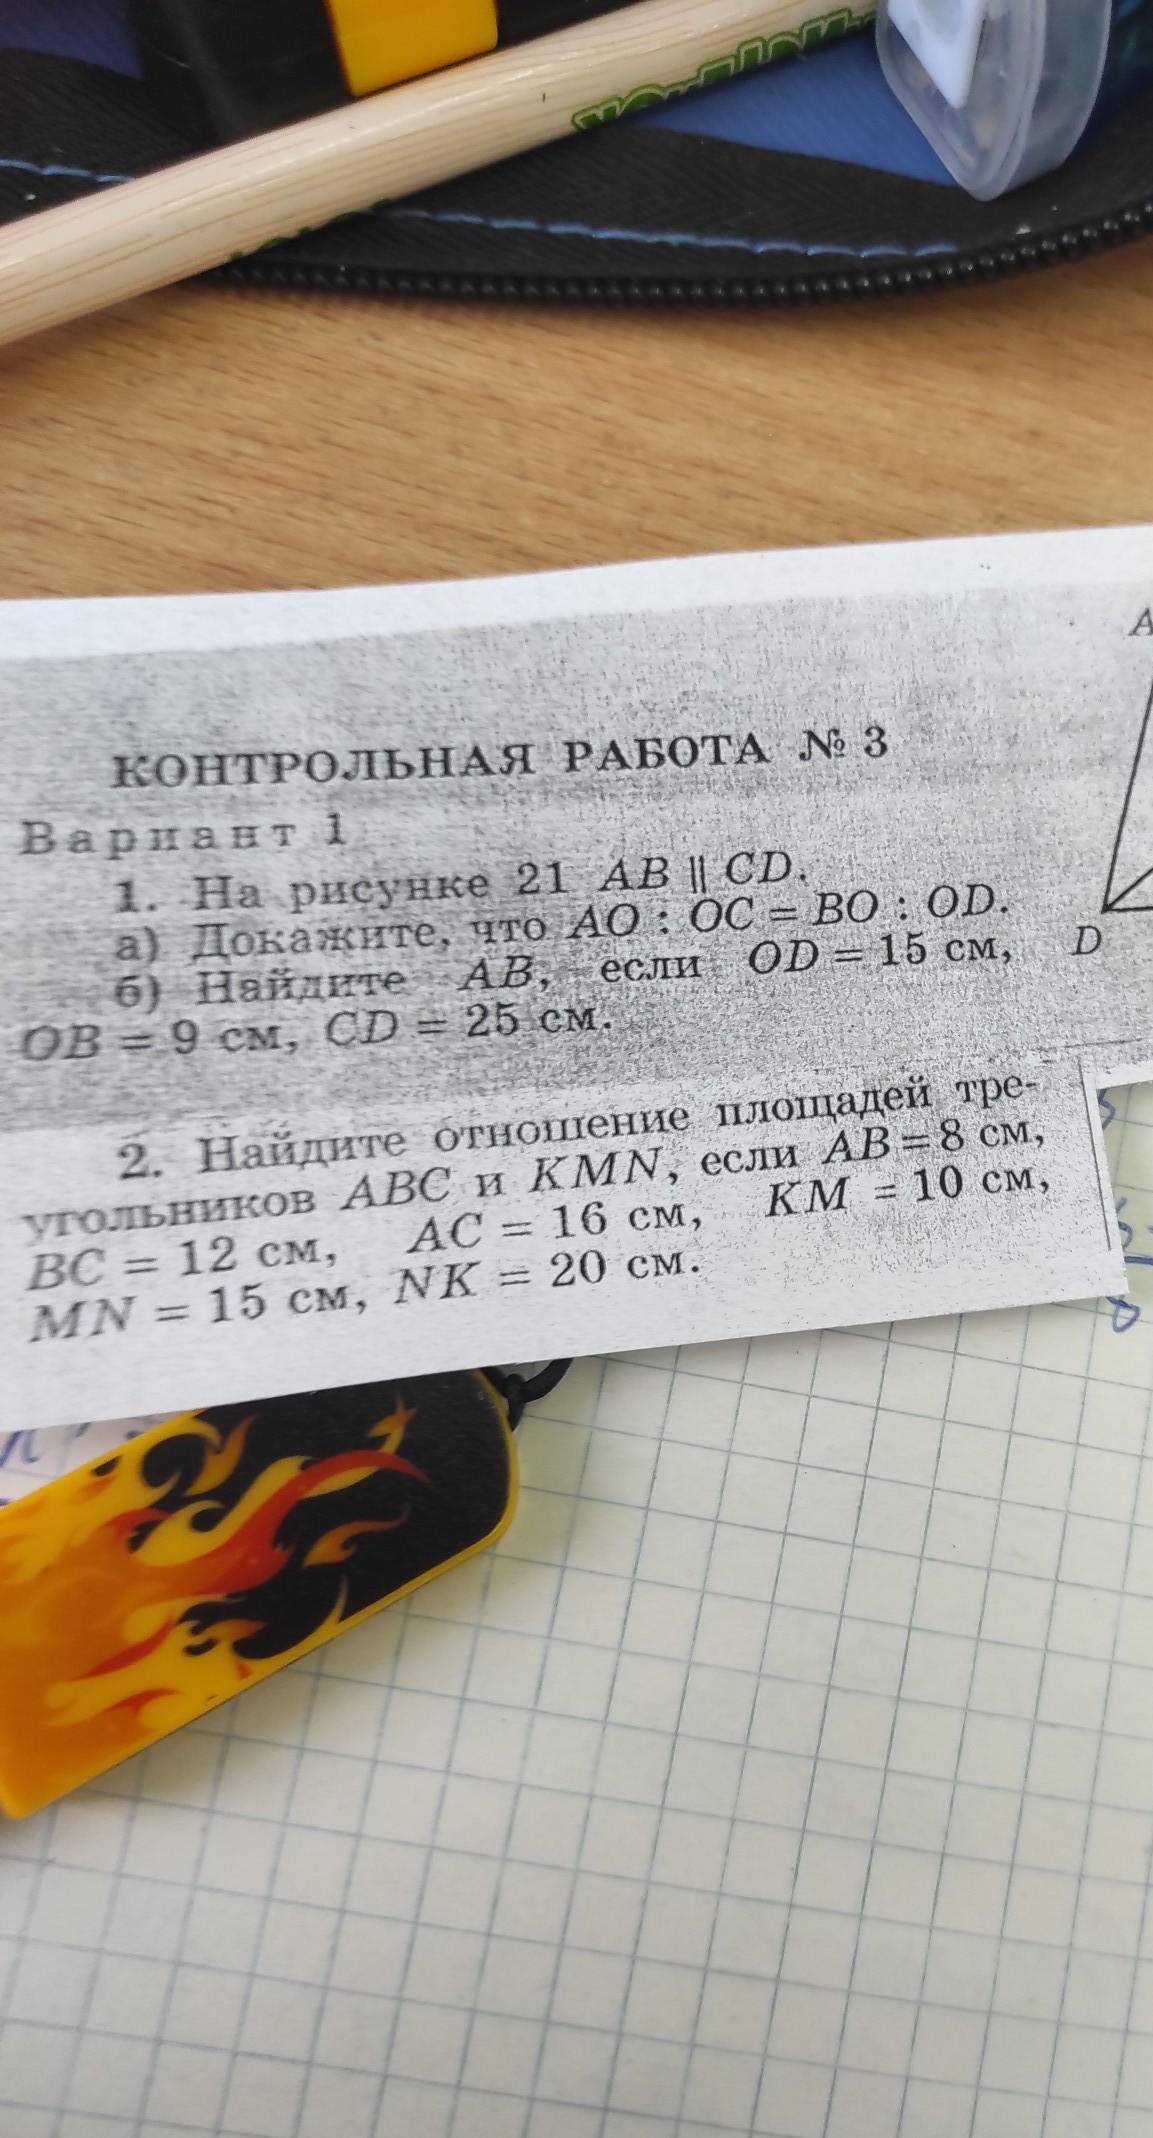 A
КОНТРОЛЬНАЯ РАБОТА № 3
Вариант 1
1. На рисунке 21 AB || CD.
а) Докажите, что AO : OC = BO : OD.
б) Найдите AB, если OD = 15 см,
D
OB = 9 см, CD = 25 см.
2. Найдите отношение площадей тре-
угольников ABC и KMN, если AB = 8 см,
BC = 12 см, AC = 16 см, KM = 10 см,
MN = 15 см, NK = 20 см.
8